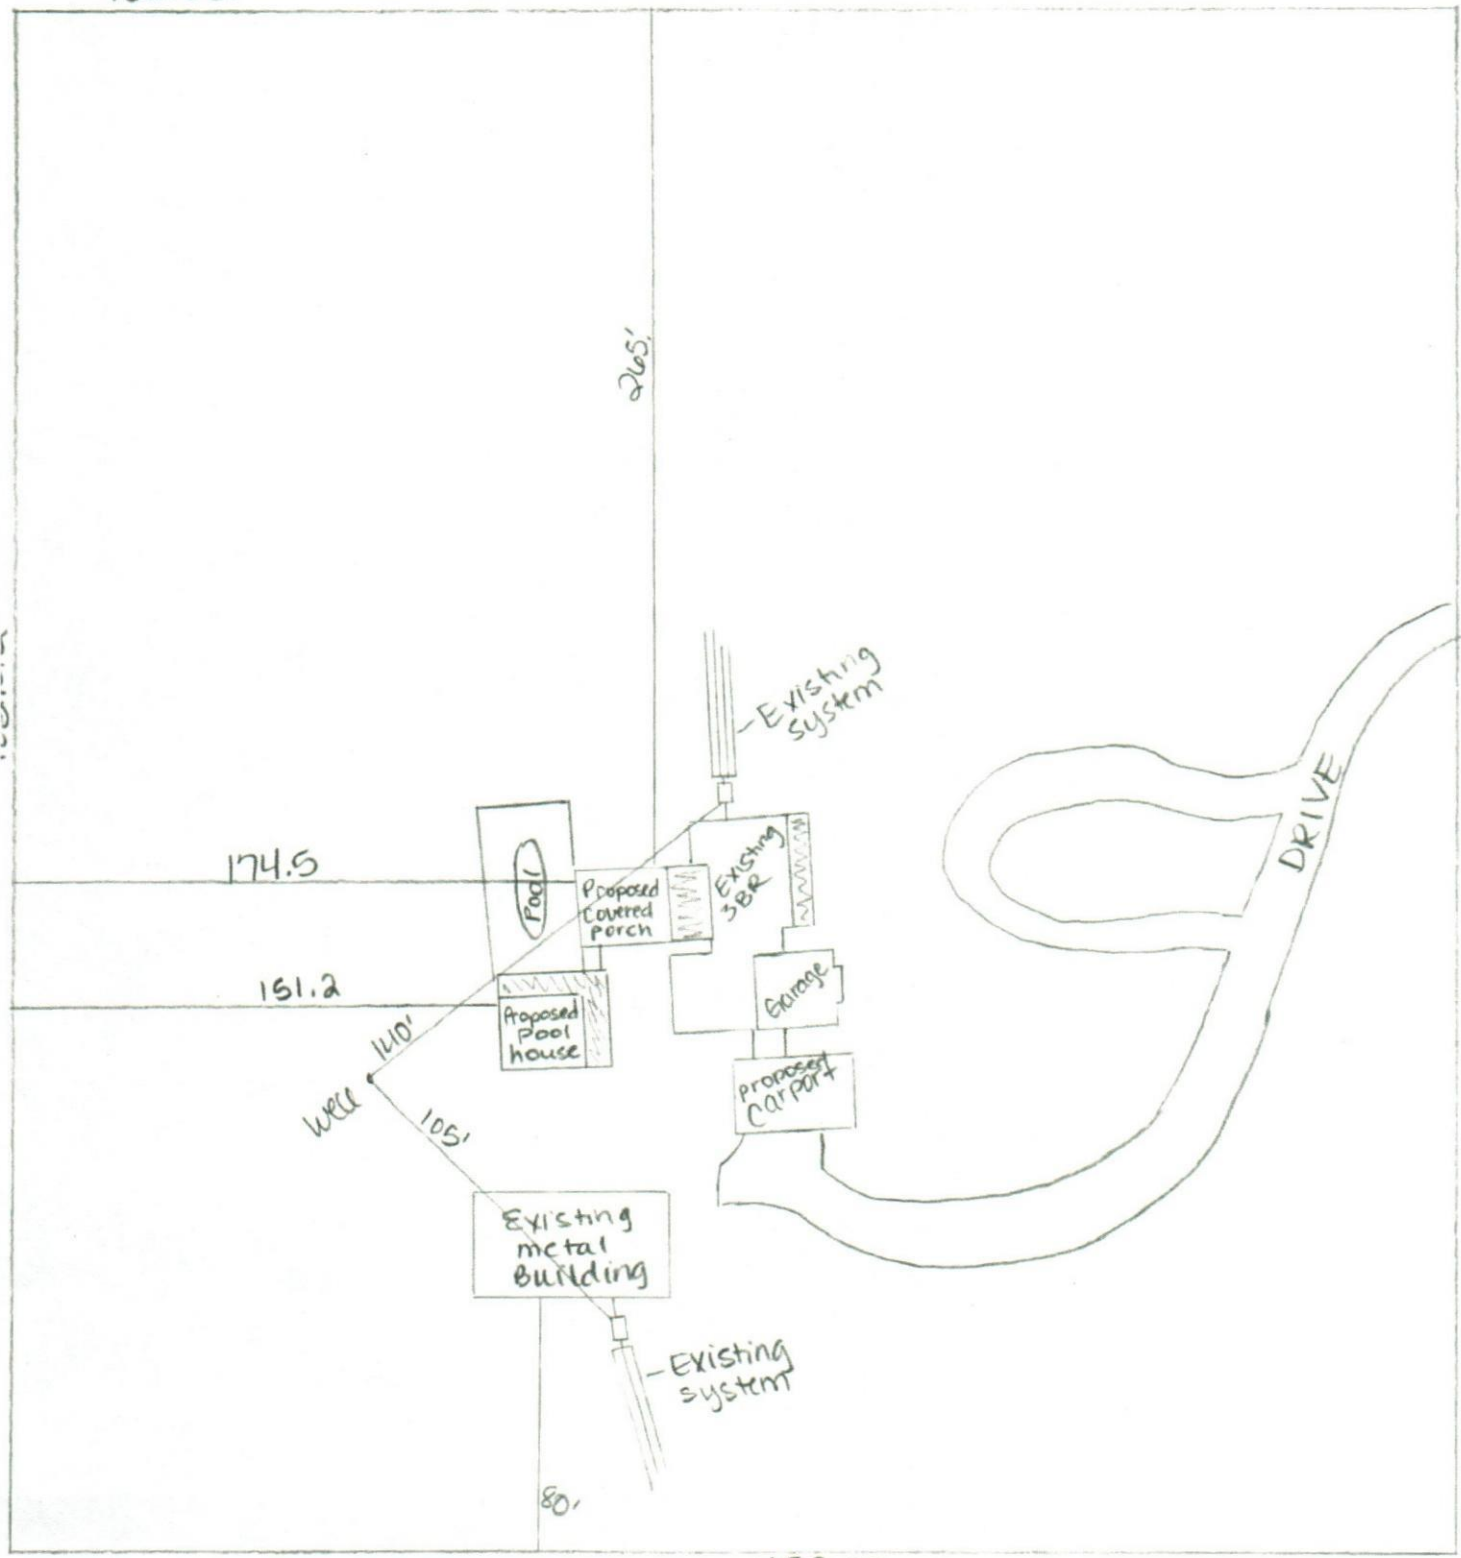 265'
Existing
system
DRIVE
174.5
Pool
Proposed
Covered
Porch
Existing
3BR
151.2
Proposed
Pool
house
Garage
140'
Well
105'
proposed
Carport
Existing
metal
Building
Existing
system
80'